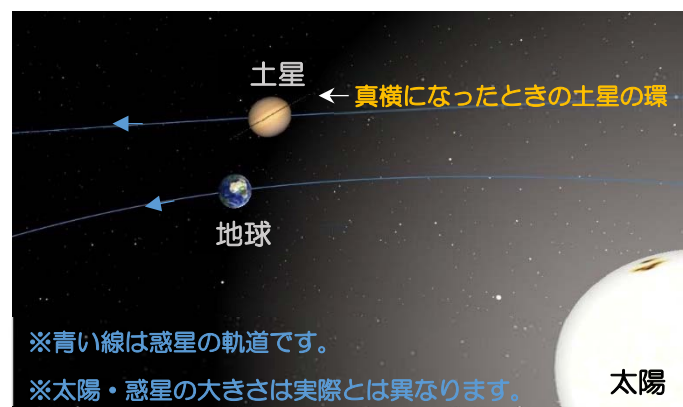 土星
← 真横になったときの土星の環
地球
※青い線は惑星の軌道です。
※太陽・惑星の大きさは実際とは異なります。
太陽